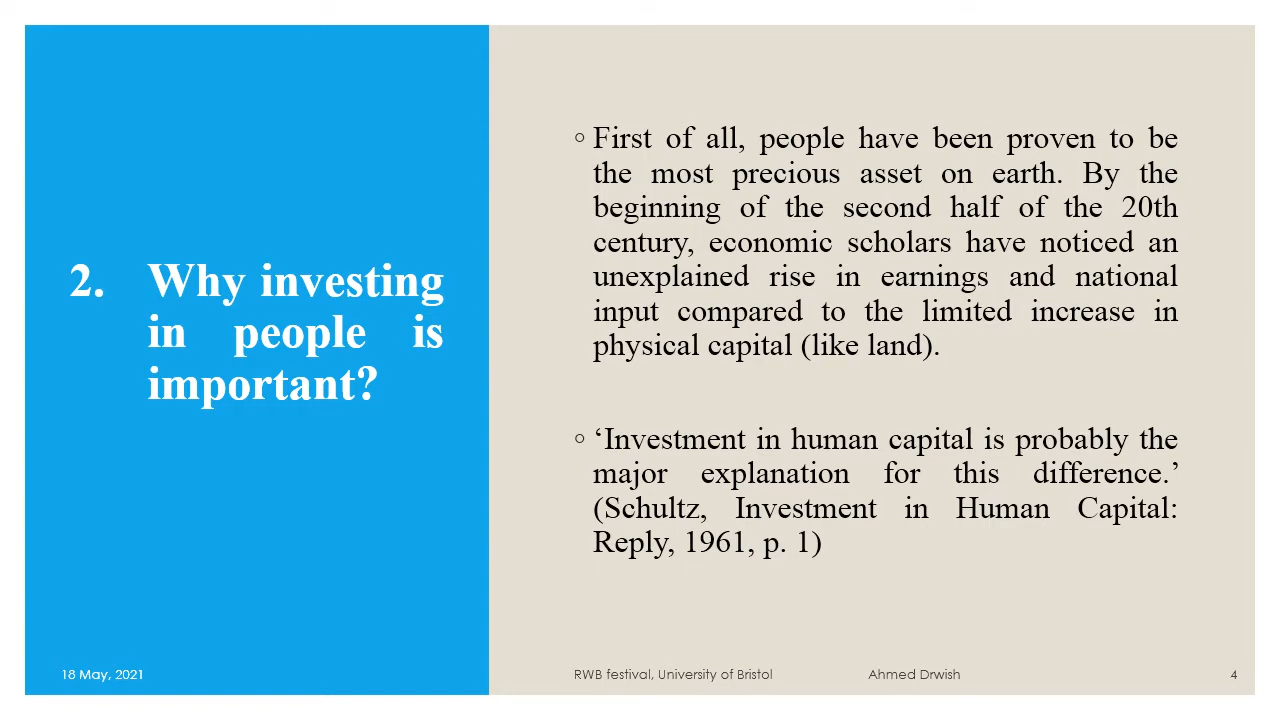 2. Why investing
in people is
important?
◦ First of all, people have been proven to be
the most precious asset on earth. By the
beginning of the second half of the 20th
century, economic scholars have noticed an
unexplained rise in earnings and national
input compared to the limited increase in
physical capital (like land).
◦ ‘Investment in human capital is probably the
major explanation for this difference.’
(Schultz, Investment in Human Capital:
Reply, 1961, p. 1)
18 May, 2021
RWB festival, University of Bristol
Ahmed Drwish
4